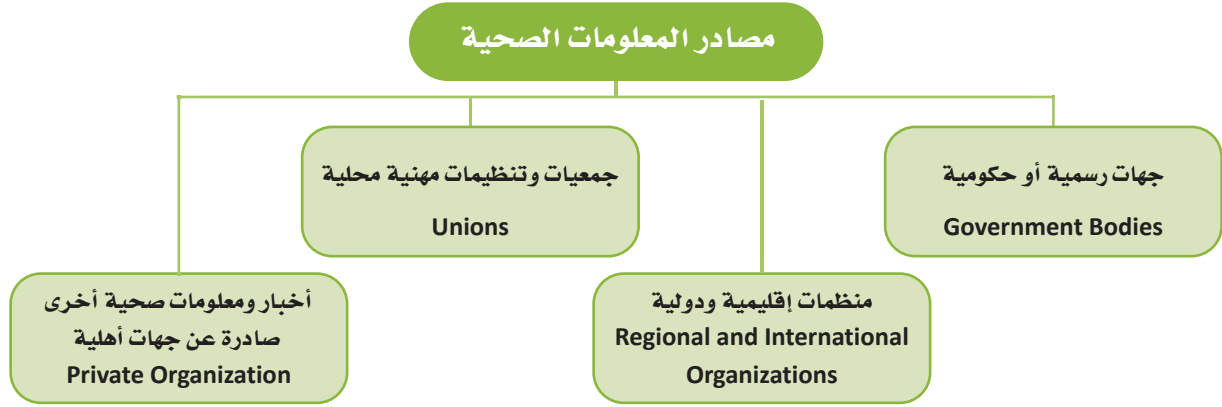 مصادر المعلومات الصحية
جهات رسمية أو حكومية
Government Bodies
منظمات إقليمية ودولية
Regional and International
Organizations
جمعيات وتنظيمات مهنية محلية
Unions
أخبار ومعلومات صحية أخرى
صادرة عن جهات أهلية
Private Organization